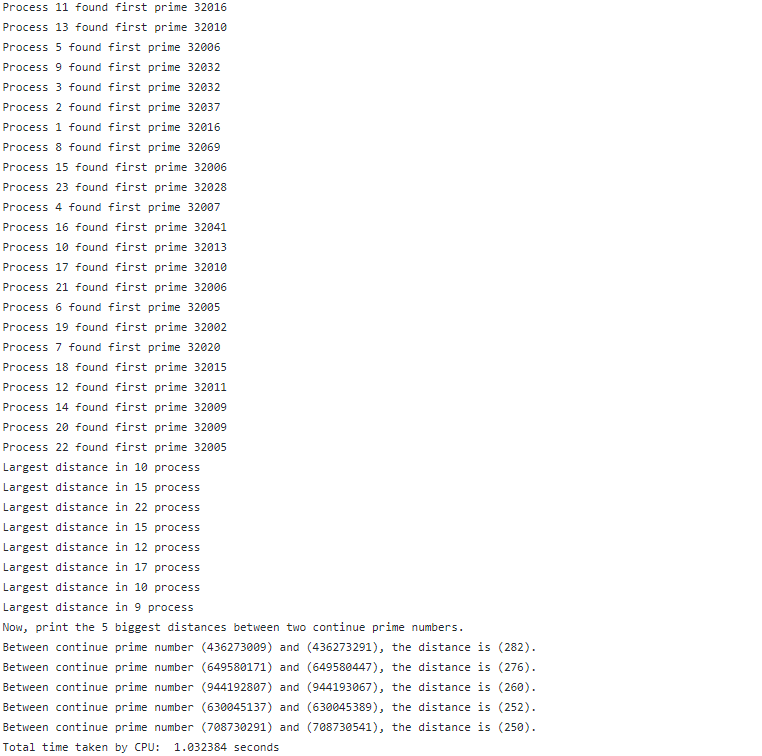 Process 11 found first prime 32016
Process 13 found first prime 32010
Process 5 found first prime 32006
Process 9 found first prime 32032
Process 3 found first prime 32032
Process 2 found first prime 32037
Process 1 found first prime 32016
Process 8 found first prime 32069
Process 15 found first prime 32006
Process 23 found first prime 32028
Process 4 found first prime 32007
Process 16 found first prime 32041
Process 10 found first prime 32013
Process 17 found first prime 32010
Process 21 found first prime 32006
Process 6 found first prime 32005
Process 19 found first prime 32002
Process 7 found first prime 32020
Process 18 found first prime 32015
Process 12 found first prime 32011
Process 14 found first prime 32009
Process 20 found first prime 32009
Process 22 found first prime 32005
Largest distance in 10 process
Largest distance in 15 process
Largest distance in 22 process
Largest distance in 15 process
Largest distance in 12 process
Largest distance in 17 process
Largest distance in 10 process
Largest distance in 9 process
Now, print the 5 biggest distances between two continue prime numbers.
Between continue prime number (436273009) and (436273291), the distance is (282).
Between continue prime number (649580171) and (649580447), the distance is (276).
Between continue prime number (944192807) and (944193067), the distance is (260).
Between continue prime number (630045137) and (630045389), the distance is (252).
Between continue prime number (708730291) and (708730541), the distance is (250).
Total time taken by CPU:  1.032384 seconds